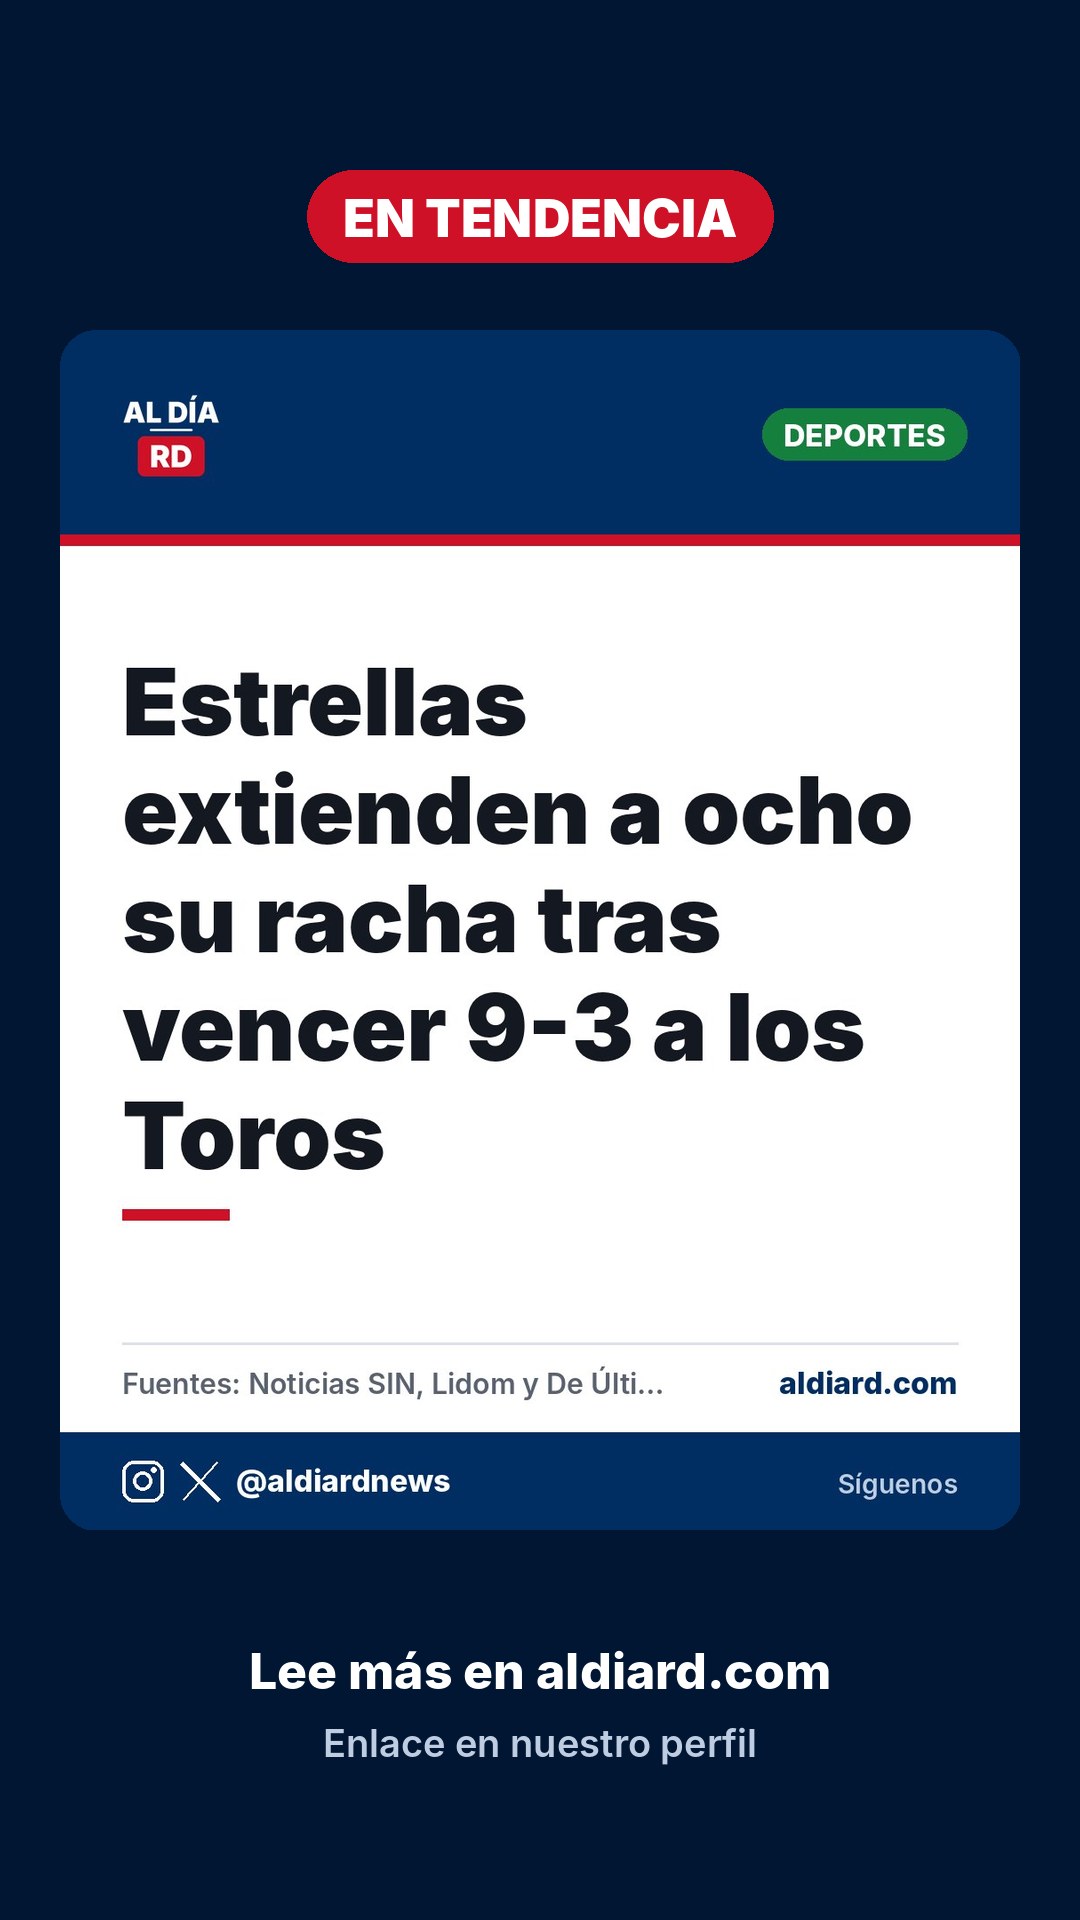 EN TENDENCIA
AL DÍA
RD
DEPORTES
Estrellas
extienden a ocho
su racha tras
vencer 9-3 a los
Toros
Fuentes: Noticias SIN, Lidom y De Últi...
aldiard.com
@aldiardnews
Síguenos
Lee más en aldiard.com
Enlace en nuestro perfil